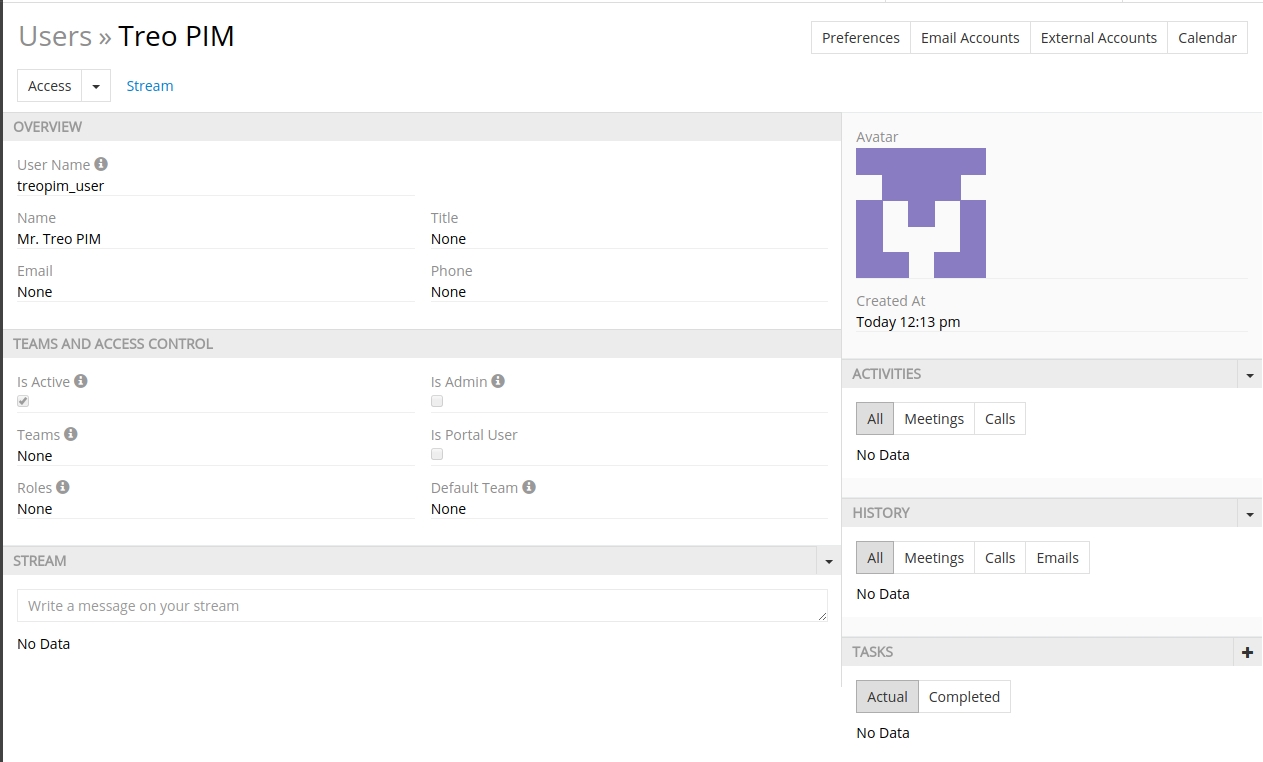 Users » Treo PIM
Preferences Email Accounts External Accounts Calendar
Access Stream
OVERVIEW
User Name
treopim_user
Name Title
Mr. Treo PIM None
Email Phone
None None
TEAMS AND ACCESS CONTROL
Is Active Is Admin
Teams Is Portal User
None
Roles Default Team
None None
STREAM
Write a message on your stream
No Data
Avatar
Created At
Today 12:13 pm
ACTIVITIES
All Meetings Calls
No Data
HISTORY
All Meetings Calls Emails
No Data
TASKS
Actual Completed
No Data